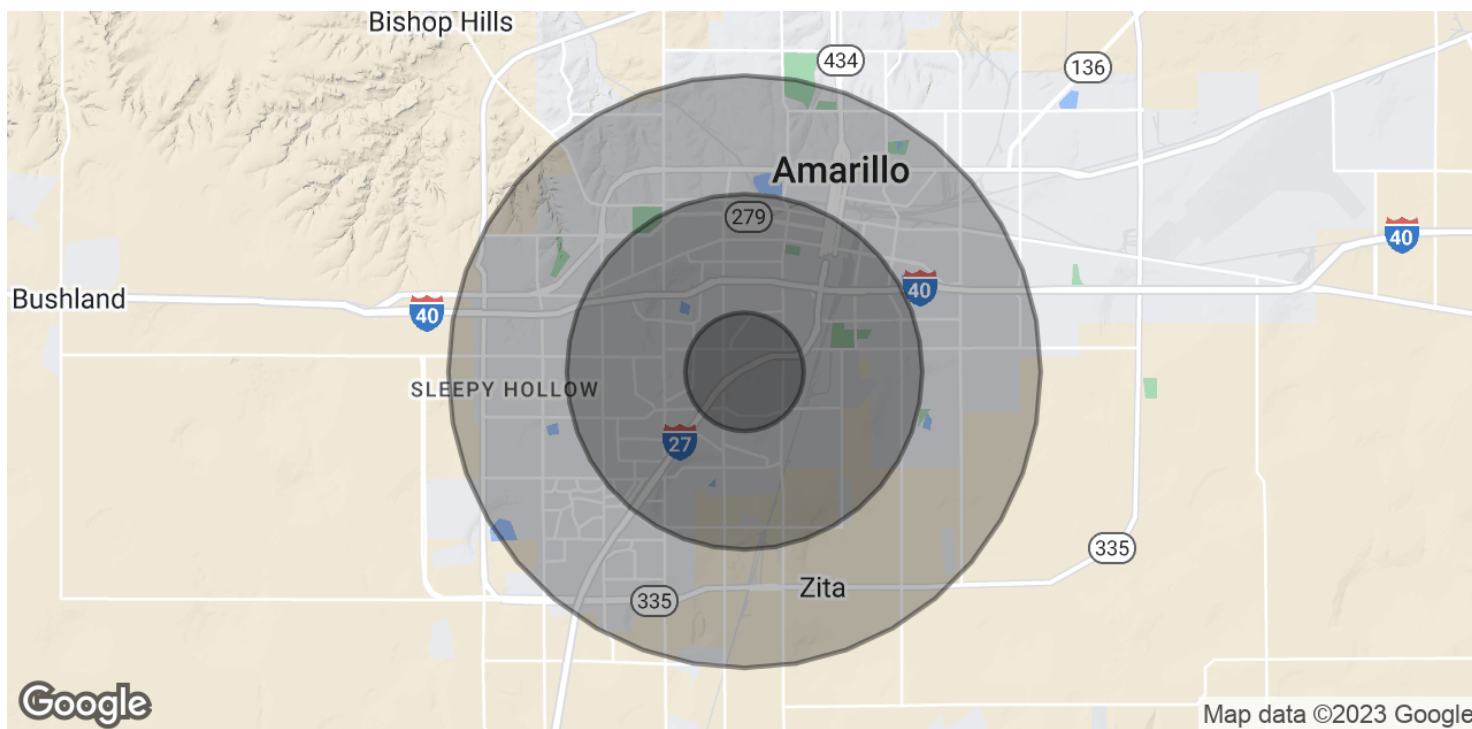 Bishop Hills
434
136
Amarillo
279
40
40
Bushland
40
SLEEPY HOLLOW
27
335
Zita
335
Google
Map data ©2023 Google